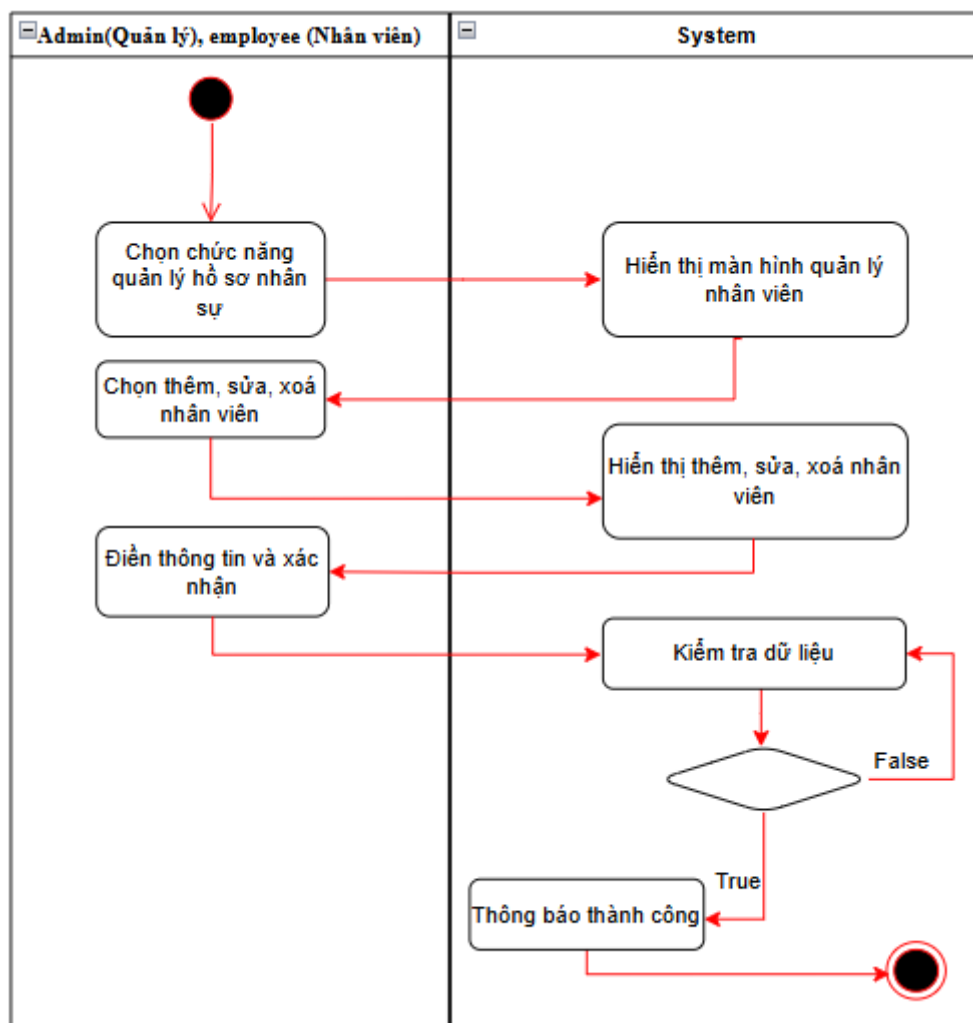 Admin(Quản lý), employee (Nhân viên)
System
Chọn chức năng
quản lý hồ sơ nhân
sự
Hiển thị màn hình quản lý
nhân viên
Chọn thêm, sửa, xoá
nhân viên
Hiển thị thêm, sửa, xoá nhân
viên
Điền thông tin và xác
nhận
Kiểm tra dữ liệu
False
True
Thông báo thành công